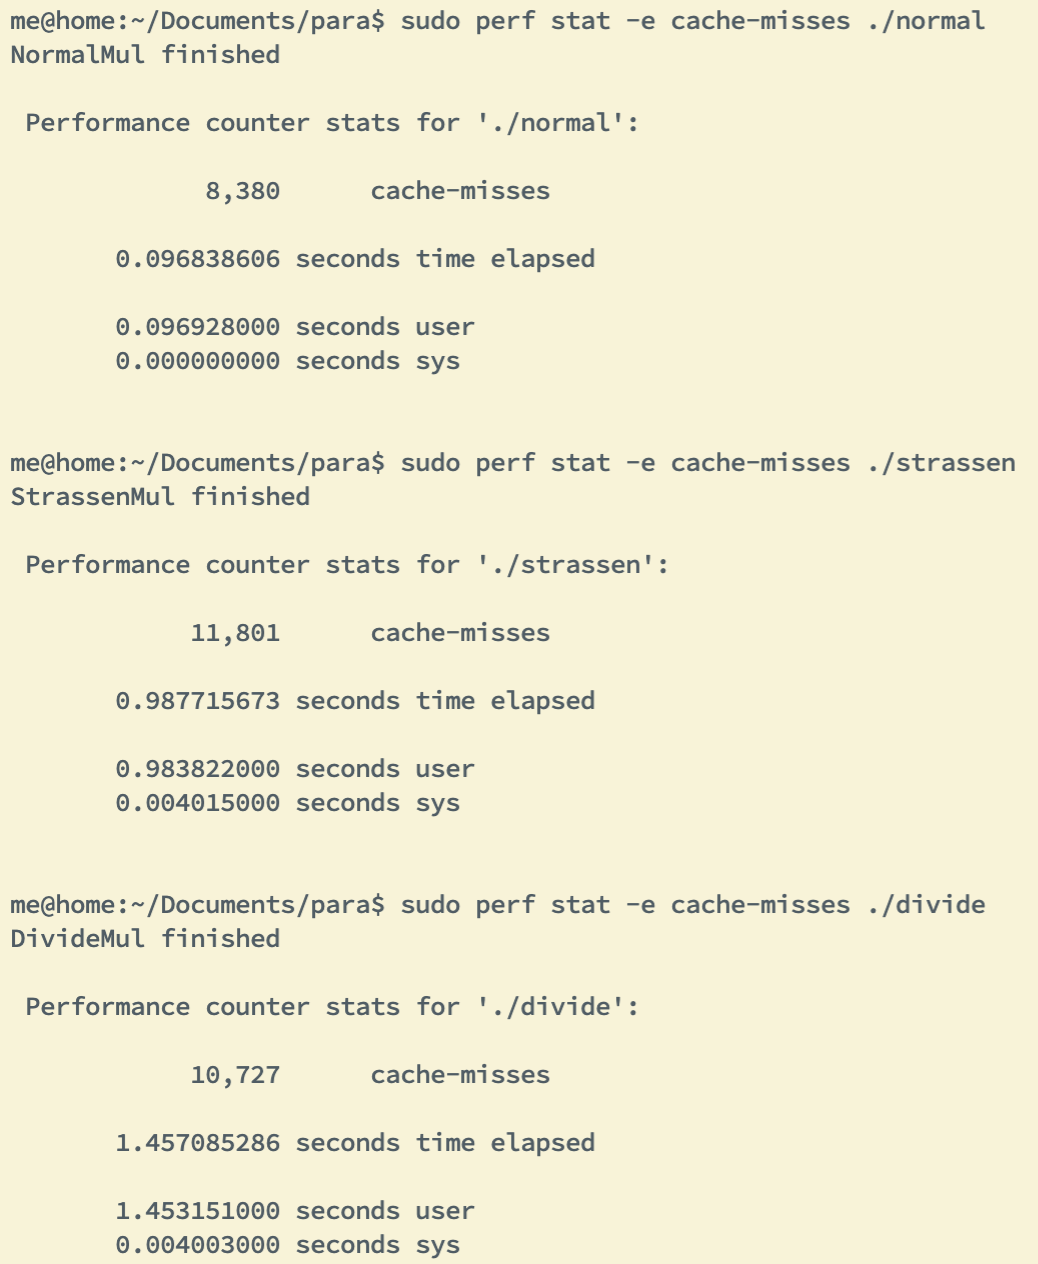 me@home:~/Documents/para$ sudo perf stat -e cache-misses ./normal
NormalMul finished
Performance counter stats for './normal':
8,380      cache-misses
0.096838606 seconds time elapsed
0.096928000 seconds user
0.000000000 seconds sys
me@home:~/Documents/para$ sudo perf stat -e cache-misses ./strassen
StrassenMul finished
Performance counter stats for './strassen':
11,801      cache-misses
0.987715673 seconds time elapsed
0.983822000 seconds user
0.004015000 seconds sys
me@home:~/Documents/para$ sudo perf stat -e cache-misses ./divide
DivideMul finished
Performance counter stats for './divide':
10,727      cache-misses
1.457085286 seconds time elapsed
1.453151000 seconds user
0.004003000 seconds sys